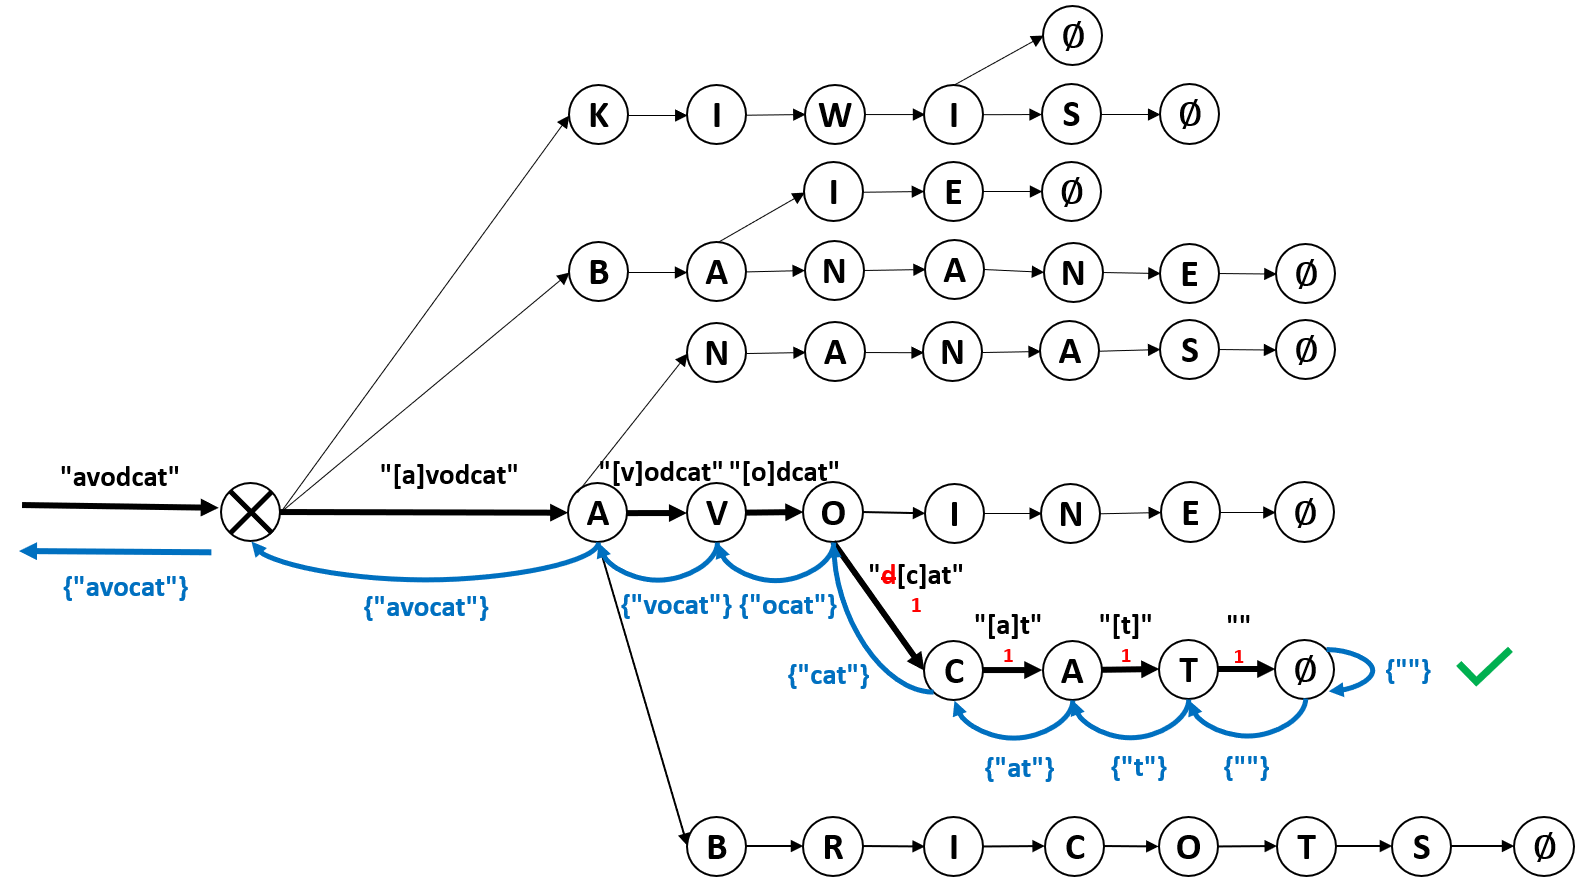 Ø
K I W I S Ø
I E Ø
B A N A N E Ø
N A N A S Ø
"avodcat" "[a]vodcat" "[v]odcat" "[o]dcat"
A V O I N E Ø
{"avocat"} {"avocat"} {"vocat"} {"ocat"}
"d[c]at"
1
"[a]t" "[t]" ""
1 1 1
{"cat"} C A T Ø {""}
{"at"} {"t"} {""}
B R I C O T S Ø